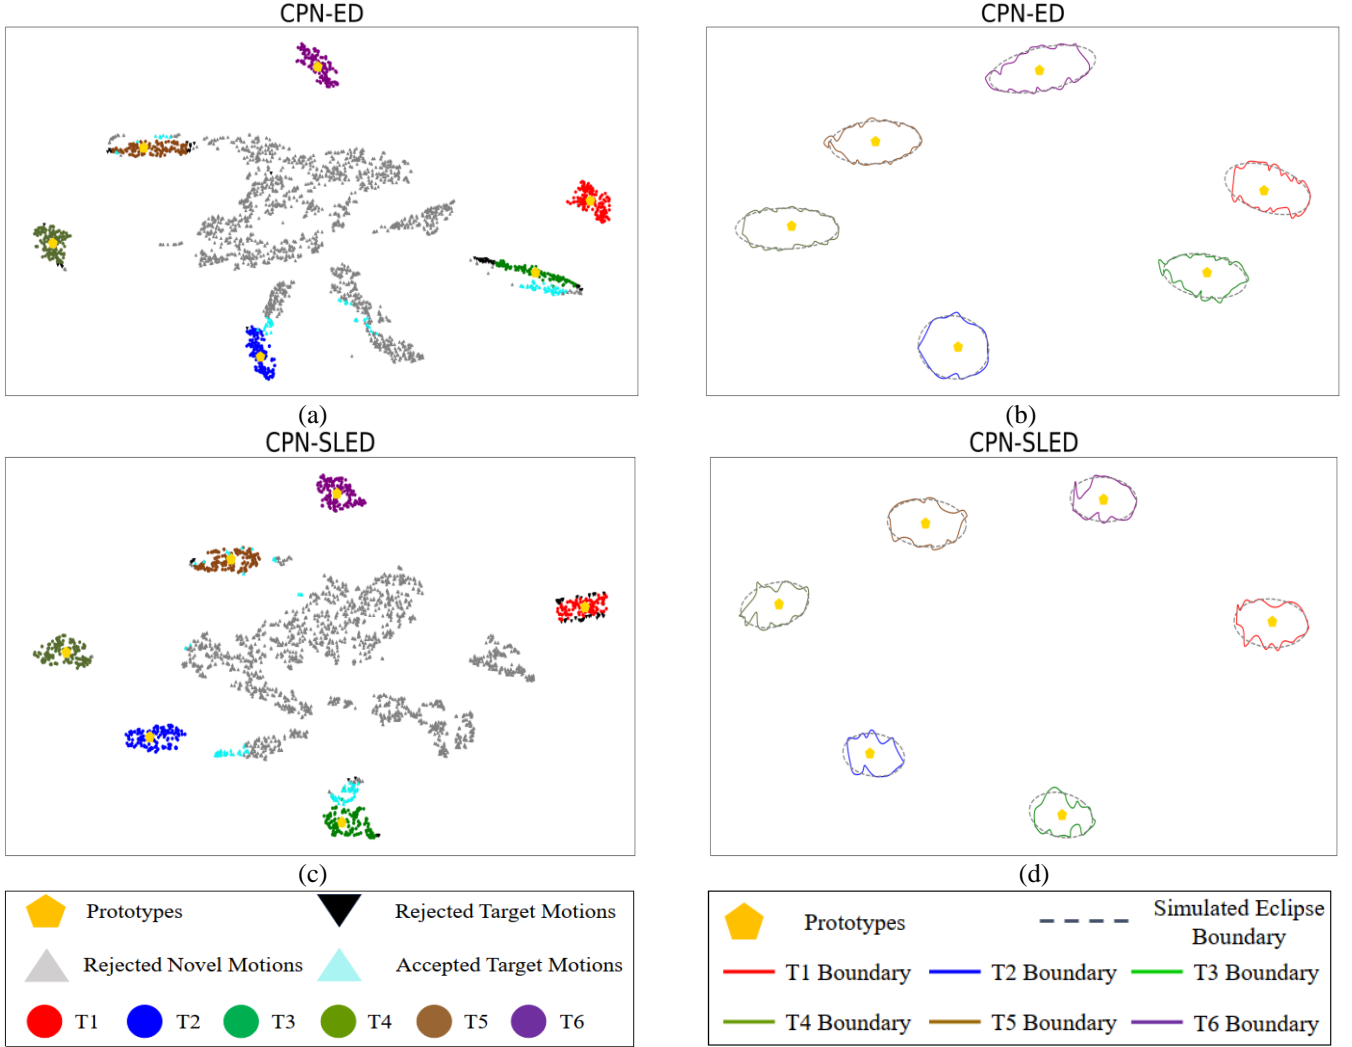 CPN-ED
CPN-ED
(a)
(b)
CPN-SLED
CPN-SLED
(c)
(d)
Prototypes
Rejected Target Motions
Rejected Novel Motions
Accepted Target Motions
T1
T2
T3
T4
T5
T6
Prototypes
Simulated Eclipse
Boundary
T1 Boundary
T2 Boundary
T3 Boundary
T4 Boundary
T5 Boundary
T6 Boundary